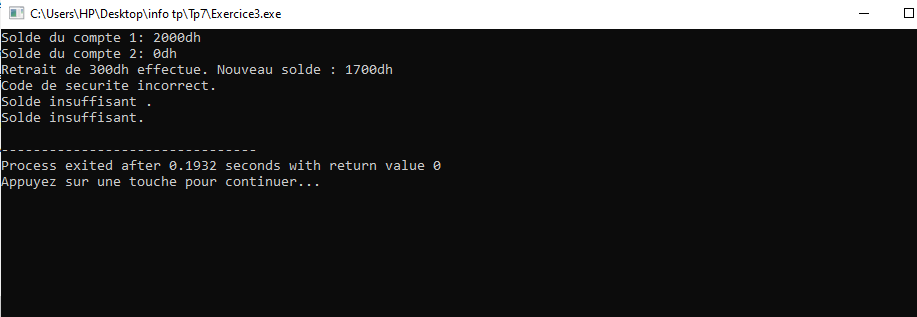 C:\Users\HP\Desktop\info tp\Tp7\Exercice3.exe
Solde du compte 1: 2000dh
Solde du compte 2: 0dh
Retrait de 300dh effectue. Nouveau solde : 1700dh
Code de securite incorrect.
Solde insuffisant .
Solde insuffisant.
--------------------------------
Process exited after 0.1932 seconds with return value 0
Appuyez sur une touche pour continuer...